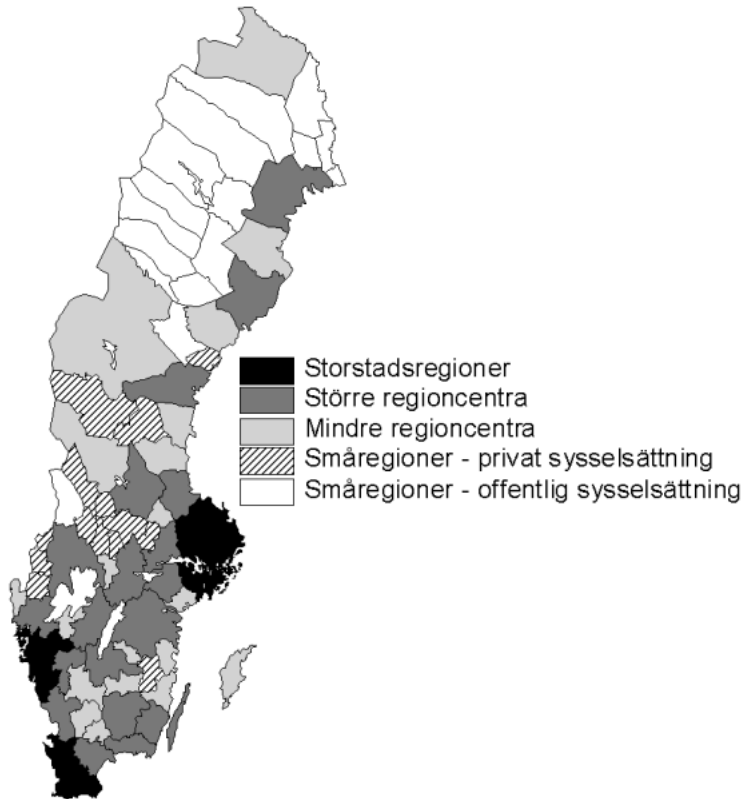 Storstadsregioner
Större regioncentra
Mindre regioncentra
Småregioner - privat sysselsättning
Småregioner - offentlig sysselsättning